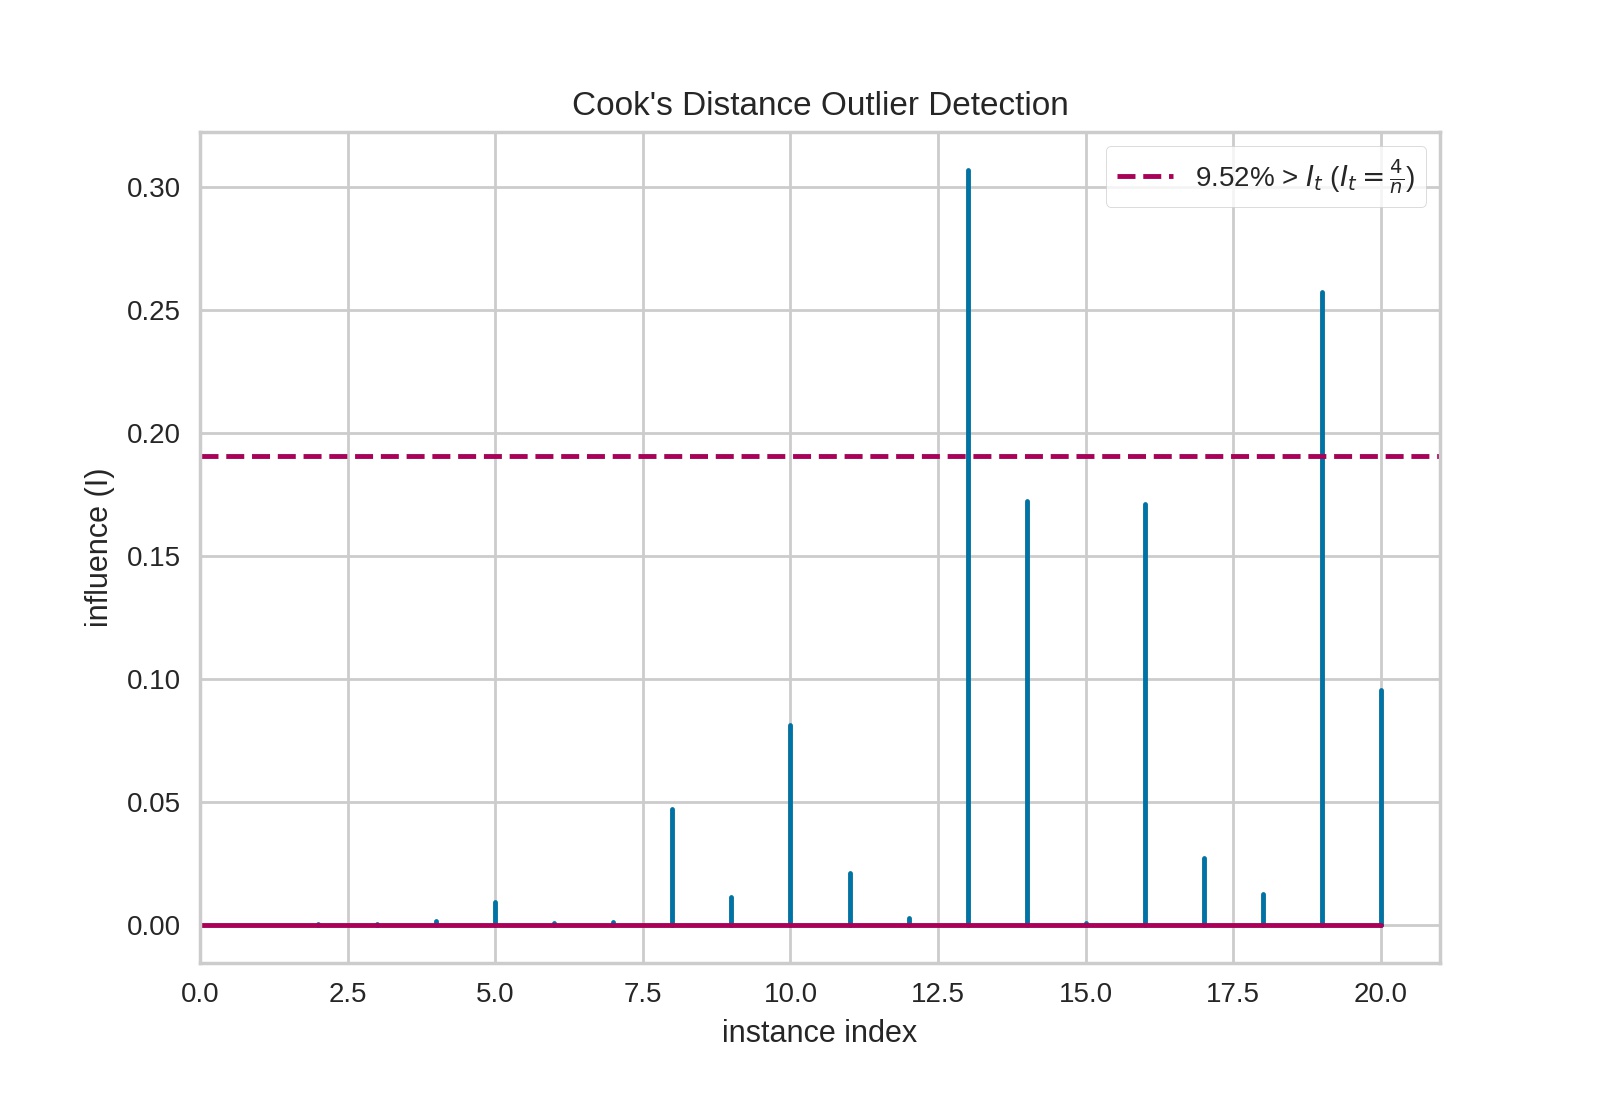 Cook's Distance Outlier Detection
9.52% > I_t (I_t = 4/n)
0.30
0.25
0.20
0.15
0.10
0.05
0.00
influence (I)
0.0 2.5 5.0 7.5 10.0 12.5 15.0 17.5 20.0
instance index